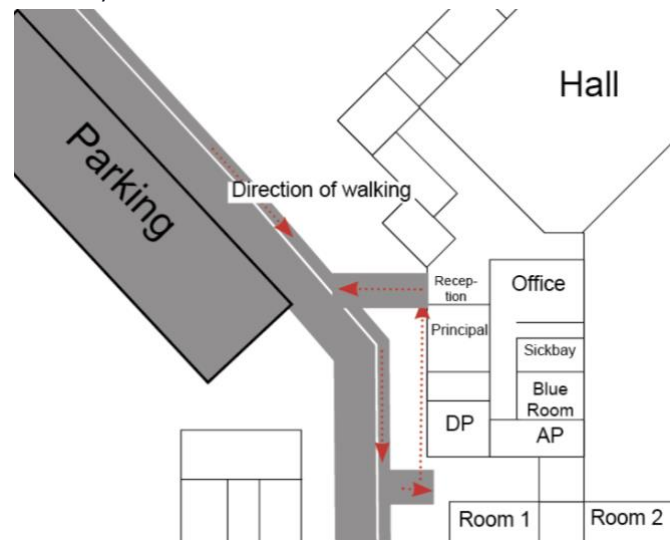 Hall
Parking
Direction of walking
Recep-
tion
Office
Principal
Sickbay
Blue
Room
DP
AP
Room 1
Room 2